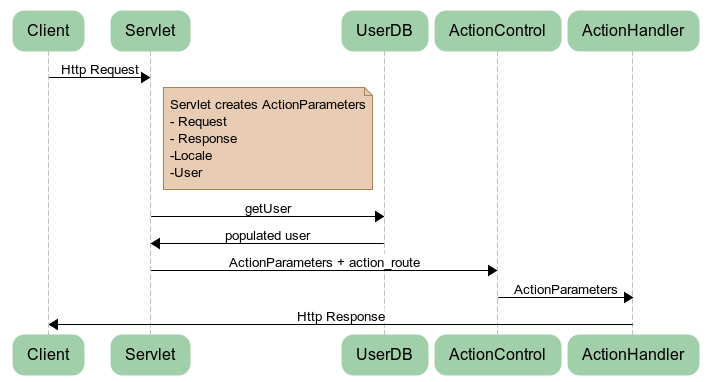 Client
Servlet
UserDB
ActionControl
ActionHandler
Http Request
Servlet creates ActionParameters
- Request
- Response
-Locale
-User
getUser
populated user
ActionParameters + action_route
ActionParameters
Http Response
Client
Servlet
UserDB
ActionControl
ActionHandler